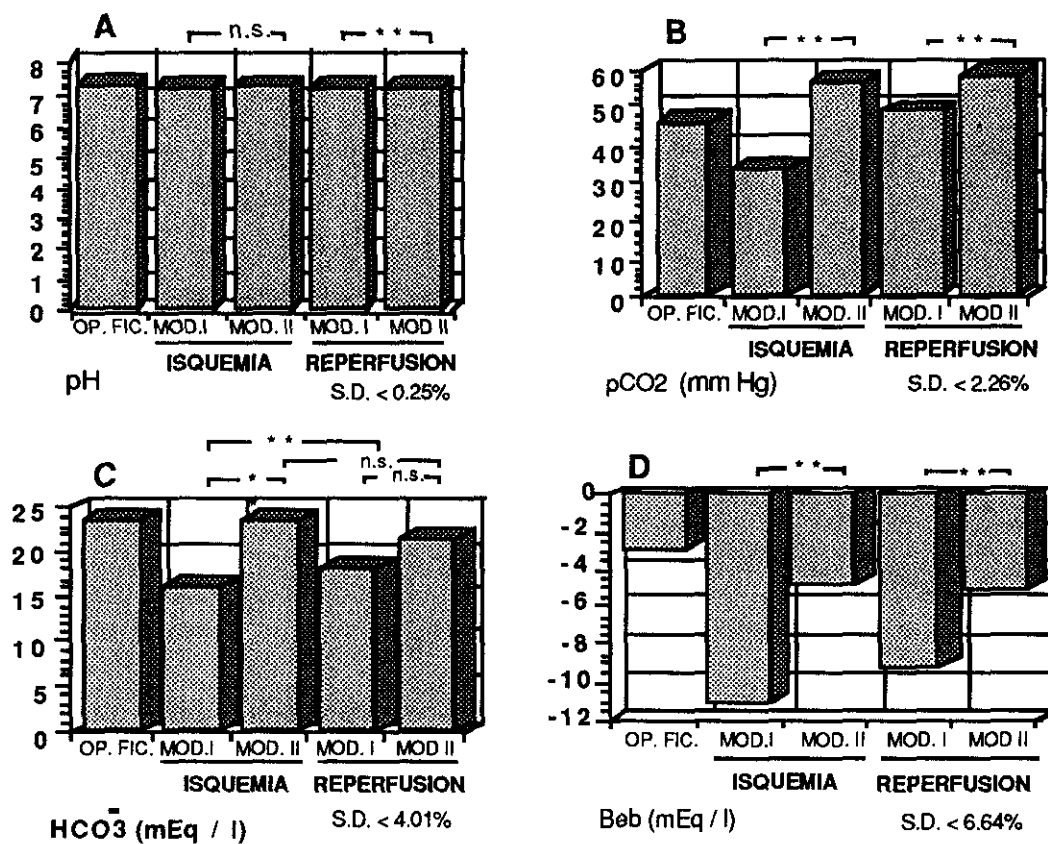 A
n.s.
* *
8
7
6
5
4
3
2
1
0
OP. FIC. MOD.I MOD. II MOD. I MOD II
ISQUEMIA REPERFUSION
pH
S.D. < 0.25%
B
* *
* *
60
50
40
30
20
10
0
OP. FIC. MOD.I MOD. II MOD. I MOD II
ISQUEMIA REPERFUSION
pCO2 (mm Hg)
S.D. < 2.26%
C
* *
n.s.
*
n.s.
25
20
15
10
5
0
OP. FIC. MOD.I MOD. II MOD. I MOD II
ISQUEMIA REPERFUSION
HCO3̄ (mEq / l)
S.D. < 4.01%
D
* *
* *
0
-2
-4
-6
-8
-10
-12
OP. FIC. MOD.I MOD. II MOD. I MOD II
ISQUEMIA REPERFUSION
Beb (mEq / l)
S.D. < 6.64%